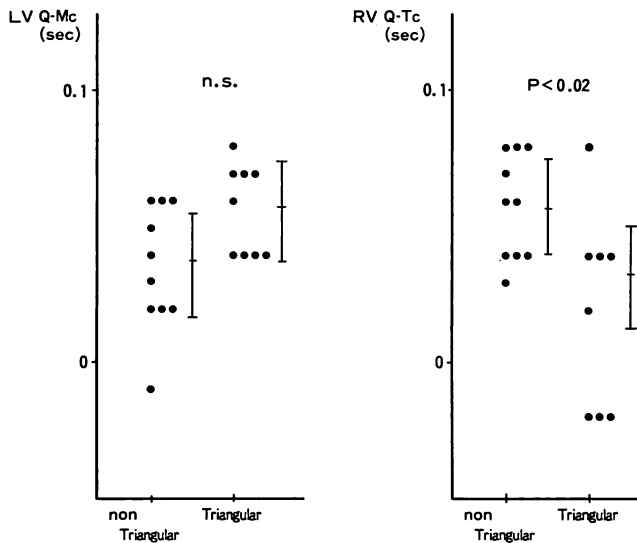 LV Q-Mc
(sec)
0.1
n.s.
0
non
Triangular
Triangular
RV Q-Tc
(sec)
0.1
P<0.02
0
non
Triangular
Triangular